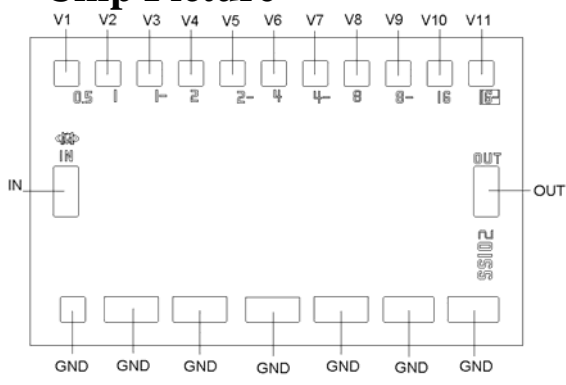 Chip Picture
V1 V2 V3 V4 V5 V6 V7 V8 V9 V10 V11
0.5 1 1- 2 2- 4 4- 8 8- 16 16-
IN OUT
IN OUT
GND GND GND GND GND GND GND